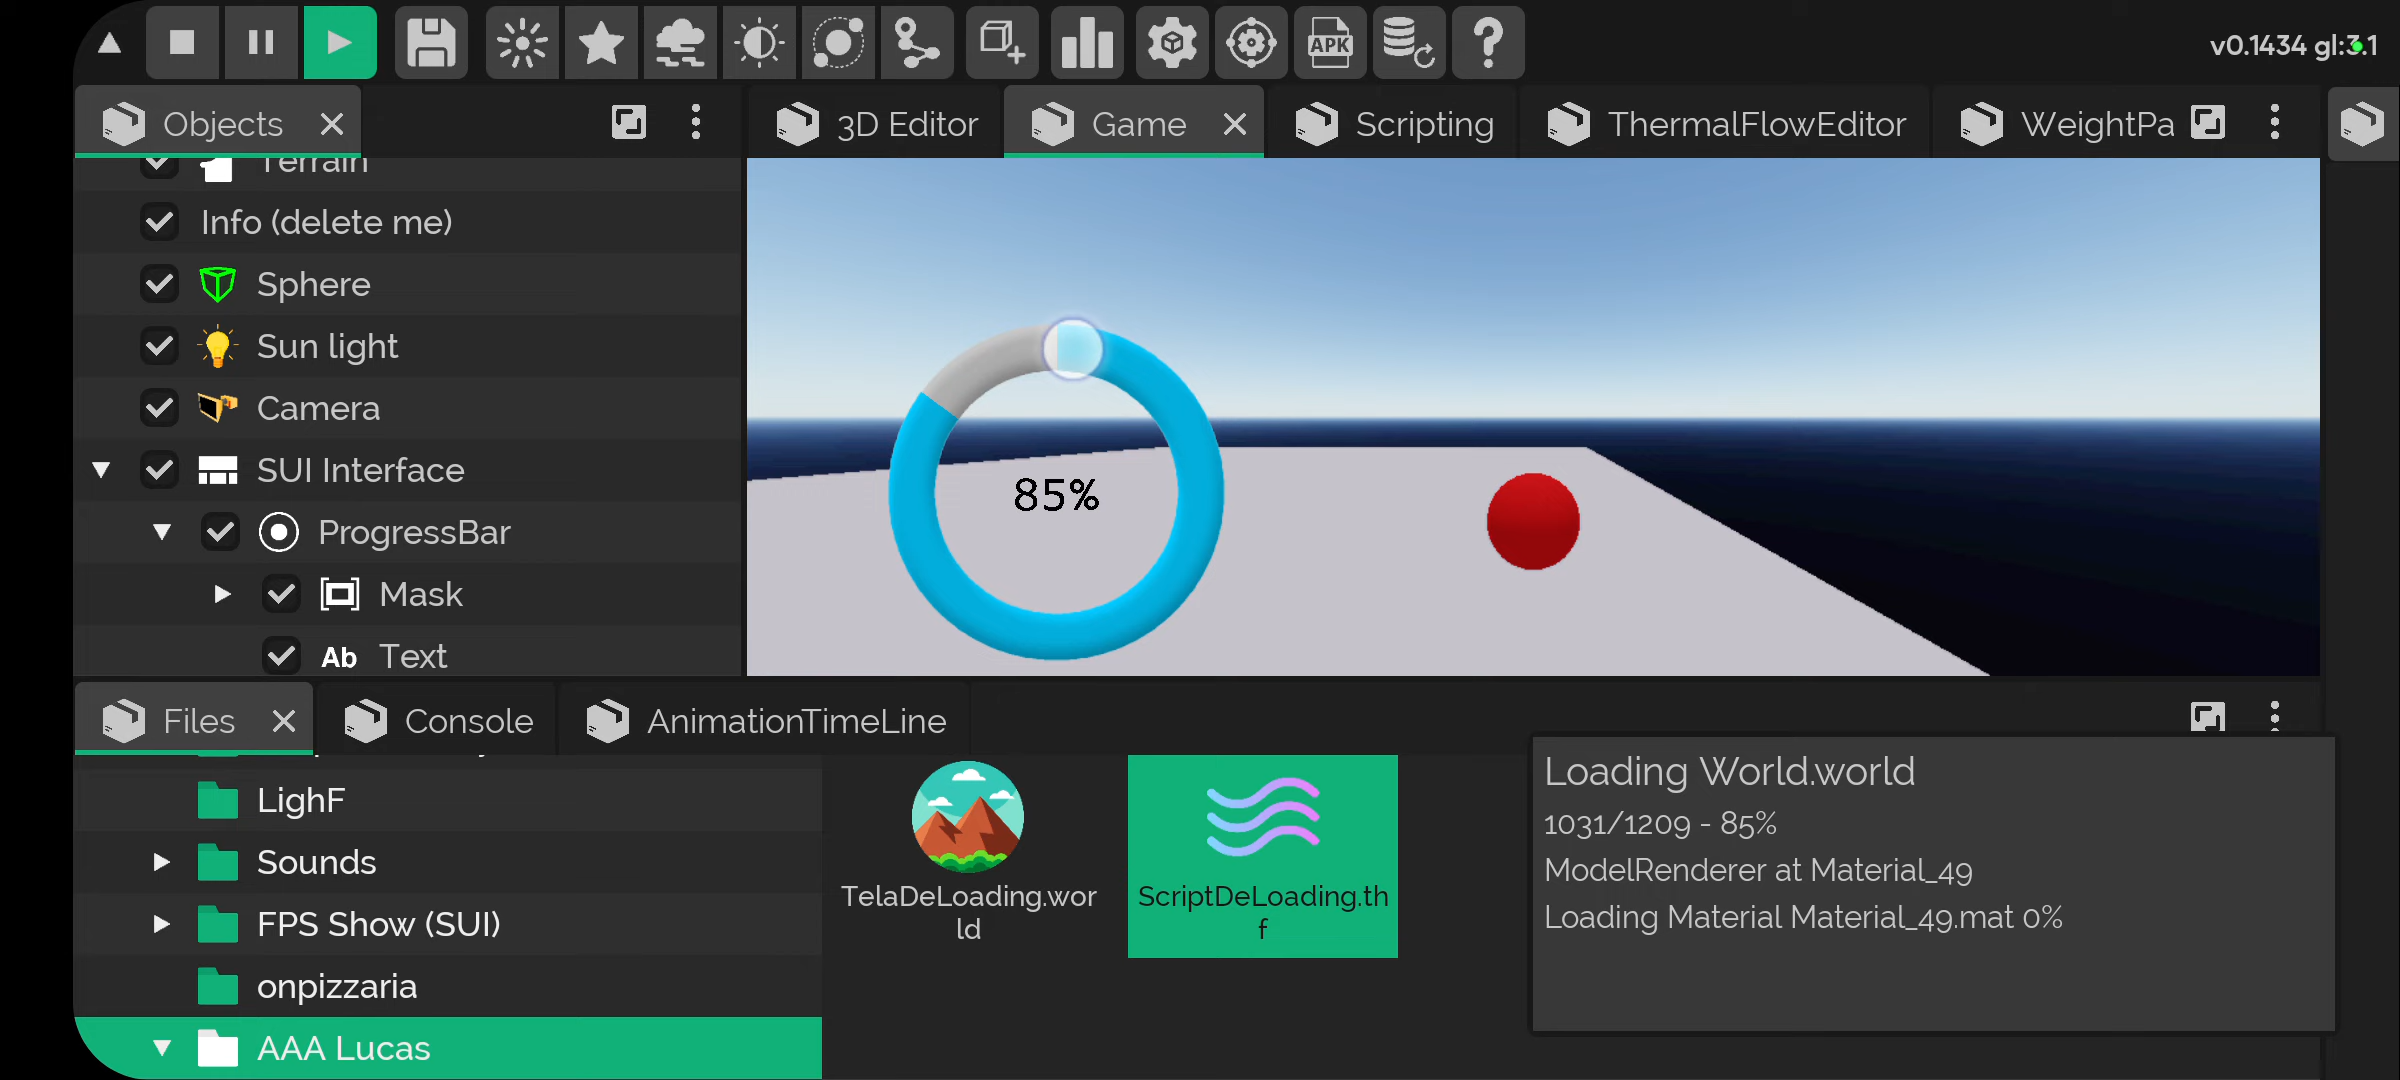 APK
v0.1434 gl:3.1
Objects
3D Editor
Game
Scripting
ThermalFlowEditor
WeightPa
Terrain
Info (delete me)
Sphere
Sun light
Camera
SUI Interface
ProgressBar
Mask
Ab Text
85%
Files
Console
AnimationTimeLine
LighF
Sounds
FPS Show (SUI)
onpizzaria
AAA Lucas
TelaDeLoading.wor
ld
ScriptDeLoading.th
f
Loading World.world
1031/1209 - 85%
ModelRenderer at Material_49
Loading Material Material_49.mat 0%